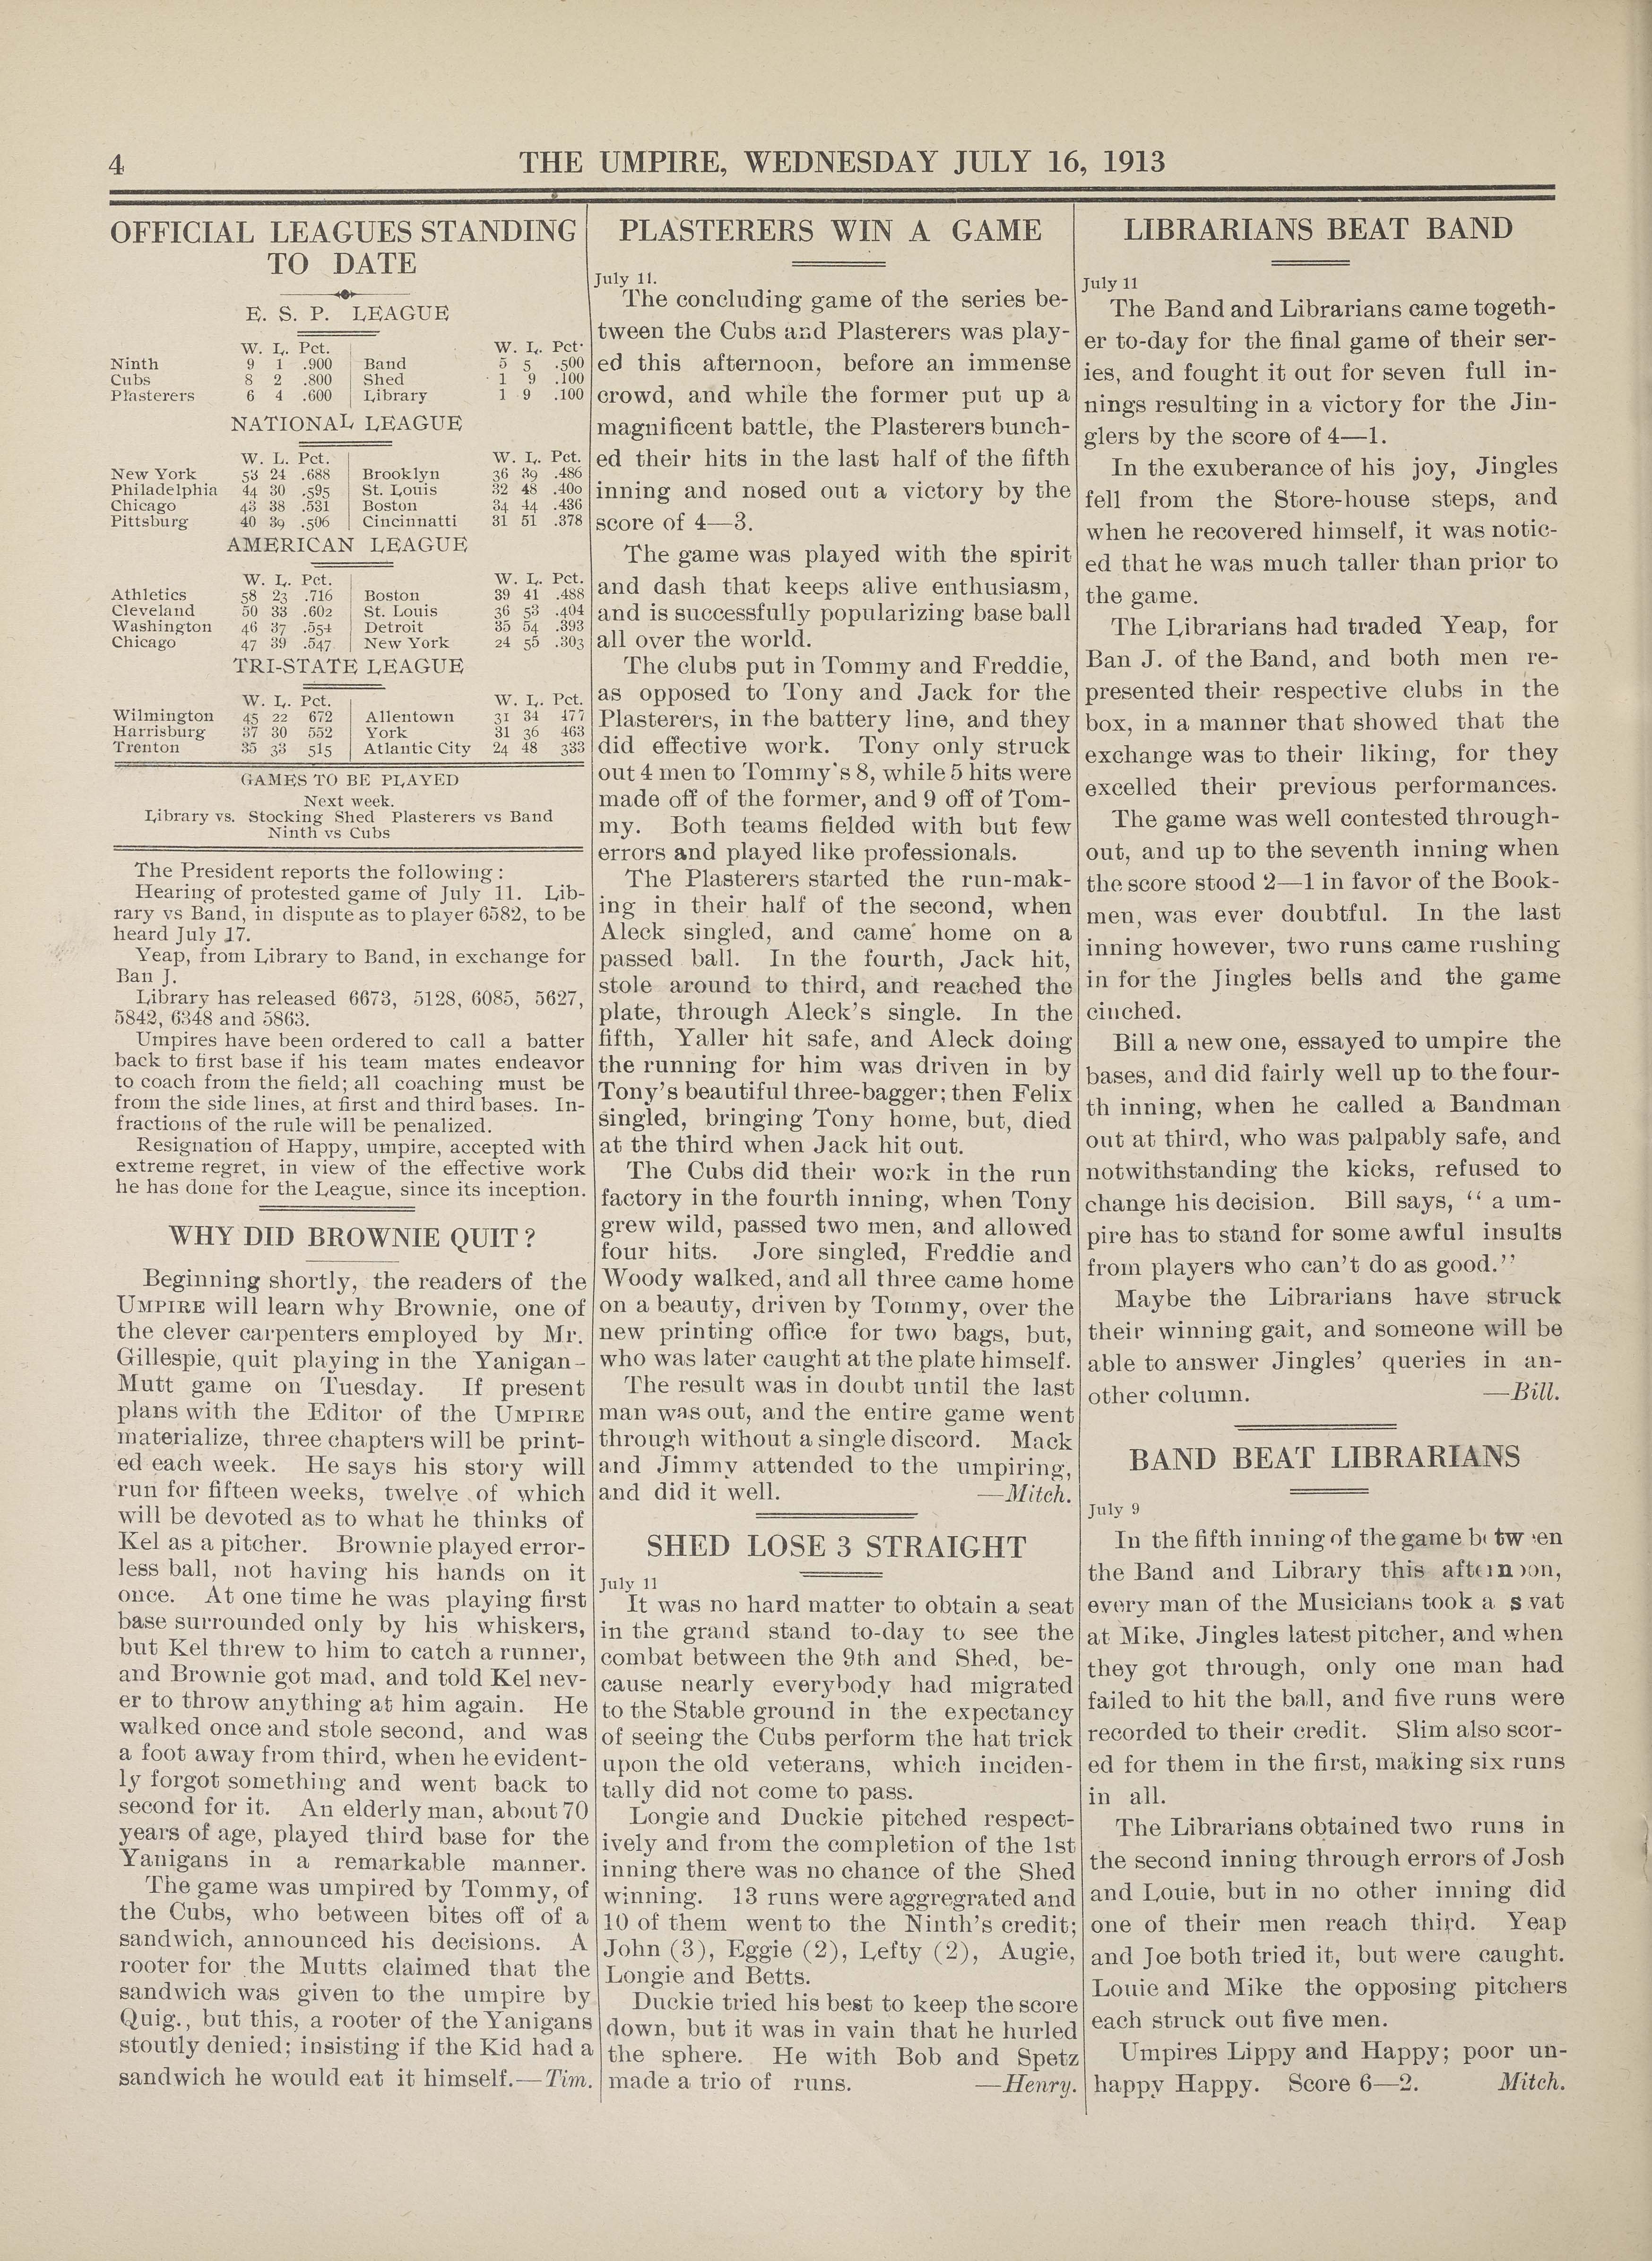 4
THE UMPIRE, WEDNESDAY JULY 16, 1913
OFFICIAL LEAGUES STANDING
TO DATE
E. S. P. LEAGUE
W. L. Pct. W. L. Pct.
Ninth 9 1 .900 Band 5 5 .500
Cubs 8 2 .800 Shed 1 9 .100
Plasterers 6 4 .600 Library 1 9 .100
NATIONAL LEAGUE
W. L. Pct. W. L. Pct.
New York 53 24 .688 Brooklyn 36 39 .486
Philadelphia 44 30 .595 St. Louis 32 48 .400
Chicago 43 38 .531 Boston 34 44 .436
Pittsburg 40 39 .506 Cincinnatti 31 51 .378
AMERICAN LEAGUE
W. L. Pct. W. L. Pct.
Athletics 58 23 .716 Boston 39 41 .488
Cleveland 50 33 .602 St. Louis 36 53 .404
Washington 46 37 .554 Detroit 35 54 .393
Chicago 47 39 .547 New York 24 55 .303
TRI-STATE LEAGUE
W. L. Pct. W. L. Pct.
Wilmington 45 22 672 Allentown 31 34 477
Harrisburg 37 30 552 York 31 36 463
Trenton 35 33 515 Atlantic City 24 48 333
GAMES TO BE PLAYED
Next week.
Library vs. Stocking Shed Plasterers vs Band
Ninth vs Cubs
The President reports the following:
Hearing of protested game of July 11. Lib-
rary vs Band, in dispute as to player 6582, to be
heard July 17.
Yeap, from Library to Band, in exchange for
Ban J.
Library has released 6673, 5128, 6085, 5627,
5842, 6348 and 5863.
Umpires have been ordered to call a batter
back to first base if his team mates endeavor
to coach from the field; all coaching must be
from the side lines, at first and third bases. In-
fractions of the rule will be penalized.
Resignation of Happy, umpire, accepted with
extreme regret, in view of the effective work
he has done for the League, since its inception.
WHY DID BROWNIE QUIT?
Beginning shortly, the readers of the
UMPIRE will learn why Brownie, one of
the clever carpenters employed by Mr.
Gillespie, quit playing in the Yanigan-
Mutt game on Tuesday. If present
plans with the Editor of the UMPIRE
materialize, three chapters will be print-
ed each week. He says his story will
run for fifteen weeks, twelve of which
will be devoted as to what he thinks of
Kel as a pitcher. Brownie played error-
less ball, not having his hands on it
once. At one time he was playing first
base surrounded only by his whiskers,
but Kel threw to him to catch a runner,
and Brownie got mad, and told Kel nev-
er to throw anything at him again. He
walked once and stole second, and was
a foot away from third, when he evident-
ly forgot something and went back to
second for it. An elderly man, about 70
years of age, played third base for the
Yanigans in a remarkable manner.
The game was umpired by Tommy, of
the Cubs, who between bites off of a
sandwich, announced his decisions. A
rooter for the Mutts claimed that the
sandwich was given to the umpire by
Quig., but this, a rooter of the Yanigans
stoutly denied; insisting if the Kid had a
sandwich he would eat it himself.—Tim.
PLASTERERS WIN A GAME
July 11.
The concluding game of the series be-
tween the Cubs and Plasterers was play-
ed this afternoon, before an immense
crowd, and while the former put up a
magnificent battle, the Plasterers bunch-
ed their hits in the last half of the fifth
inning and nosed out a victory by the
score of 4—3.
The game was played with the spirit
and dash that keeps alive enthusiasm,
and is successfully popularizing base ball
all over the world.
The clubs put in Tommy and Freddie,
as opposed to Tony and Jack for the
Plasterers, in the battery line, and they
did effective work. Tony only struck
out 4 men to Tommy's 8, while 5 hits were
made off of the former, and 9 off of Tom-
my. Both teams fielded with but few
errors and played like professionals.
The Plasterers started the run-mak-
ing in their half of the second, when
Aleck singled, and came home on a
passed ball. In the fourth, Jack hit,
stole around to third, and reached the
plate, through Aleck's single. In the
fifth, Yaller hit safe, and Aleck doing
the running for him was driven in by
Tony's beautiful three-bagger; then Felix
singled, bringing Tony home, but, died
at the third when Jack hit out.
The Cubs did their work in the run
factory in the fourth inning, when Tony
grew wild, passed two men, and allowed
four hits. Jore singled, Freddie and
Woody walked, and all three came home
on a beauty, driven by Tommy, over the
new printing office for two bags, but,
who was later caught at the plate himself.
The result was in doubt until the last
man was out, and the entire game went
through without a single discord. Mack
and Jimmy attended to the umpiring,
and did it well. —Mitch.
SHED LOSE 3 STRAIGHT
July 11
It was no hard matter to obtain a seat
in the grand stand to-day to see the
combat between the 9th and Shed, be-
cause nearly everybody had migrated
to the Stable ground in the expectancy
of seeing the Cubs perform the hat trick
upon the old veterans, which inciden-
tally did not come to pass.
Longie and Duckie pitched respect-
ively and from the completion of the 1st
inning there was no chance of the Shed
winning. 13 runs were aggregrated and
10 of them went to the Ninth's credit;
John (3), Eggie (2), Lefty (2), Augie,
Longie and Betts.
Duckie tried his best to keep the score
down, but it was in vain that he hurled
the sphere. He with Bob and Spetz
made a trio of runs. —Henry.
LIBRARIANS BEAT BAND
July 11
The Band and Librarians came togeth-
er to-day for the final game of their ser-
ies, and fought it out for seven full in-
nings resulting in a victory for the Jin-
glers by the score of 4—1.
In the exuberance of his joy, Jingles
fell from the Store-house steps, and
when he recovered himself, it was notic-
ed that he was much taller than prior to
the game.
The Librarians had traded Yeap, for
Ban J. of the Band, and both men re-
presented their respective clubs in the
box, in a manner that showed that the
exchange was to their liking, for they
excelled their previous performances.
The game was well contested through-
out, and up to the seventh inning when
the score stood 2—1 in favor of the Book-
men, was ever doubtful. In the last
inning however, two runs came rushing
in for the Jingles bells and the game
cinched.
Bill a new one, essayed to umpire the
bases, and did fairly well up to the four-
th inning, when he called a Bandman
out at third, who was palpably safe, and
notwithstanding the kicks, refused to
change his decision. Bill says, "a um-
pire has to stand for some awful insults
from players who can't do as good."
Maybe the Librarians have struck
their winning gait, and someone will be
able to answer Jingles' queries in an-
other column. —Bill.
BAND BEAT LIBRARIANS
July 9
In the fifth inning of the game betw en
the Band and Library this afternoon,
every man of the Musicians took a s vat
at Mike, Jingles latest pitcher, and when
they got through, only one man had
failed to hit the ball, and five runs were
recorded to their credit. Slim also scor-
ed for them in the first, making six runs
in all.
The Librarians obtained two runs in
the second inning through errors of Josh
and Louie, but in no other inning did
one of their men reach third. Yeap
and Joe both tried it, but were caught.
Louie and Mike the opposing pitchers
each struck out five men.
Umpires Lippy and Happy; poor un-
happy Happy. Score 6—2. Mitch.